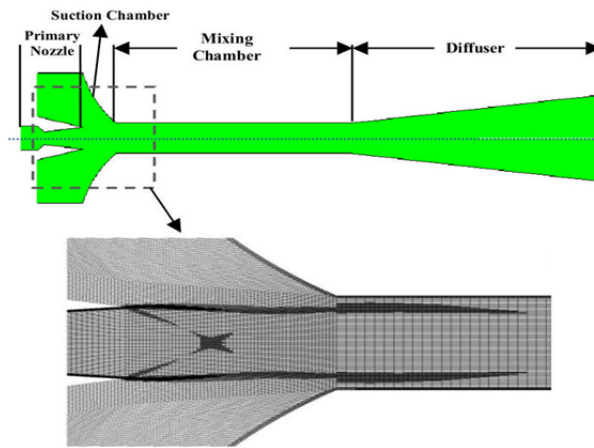 Suction Chamber
Primary
Nozzle
Mixing
Chamber
Diffuser